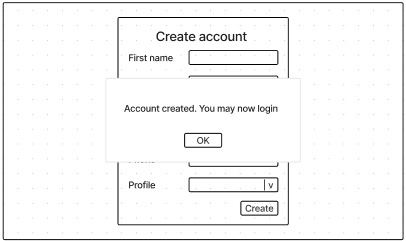 Create account
First name
Account created. You may now login
OK
Profile
v
Create